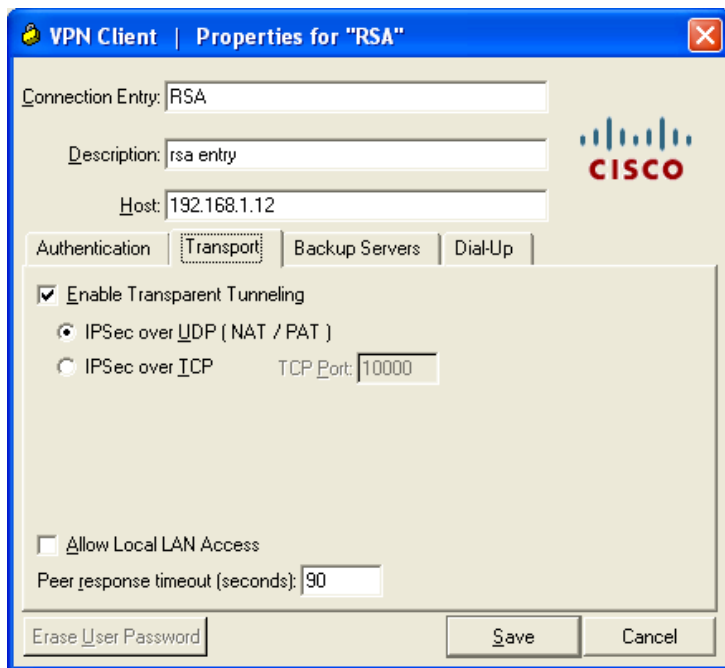 VPN Client | Properties for "RSA"
Connection Entry: RSA
Description: rsa entry
CISCO
Host: 192.168.1.12
Authentication Transport Backup Servers Dial-Up
Enable Transparent Tunneling
IPSec over UDP ( NAT / PAT )
IPSec over TCP TCP Port: 10000
Allow Local LAN Access
Peer response timeout (seconds): 90
Erase User Password Save Cancel